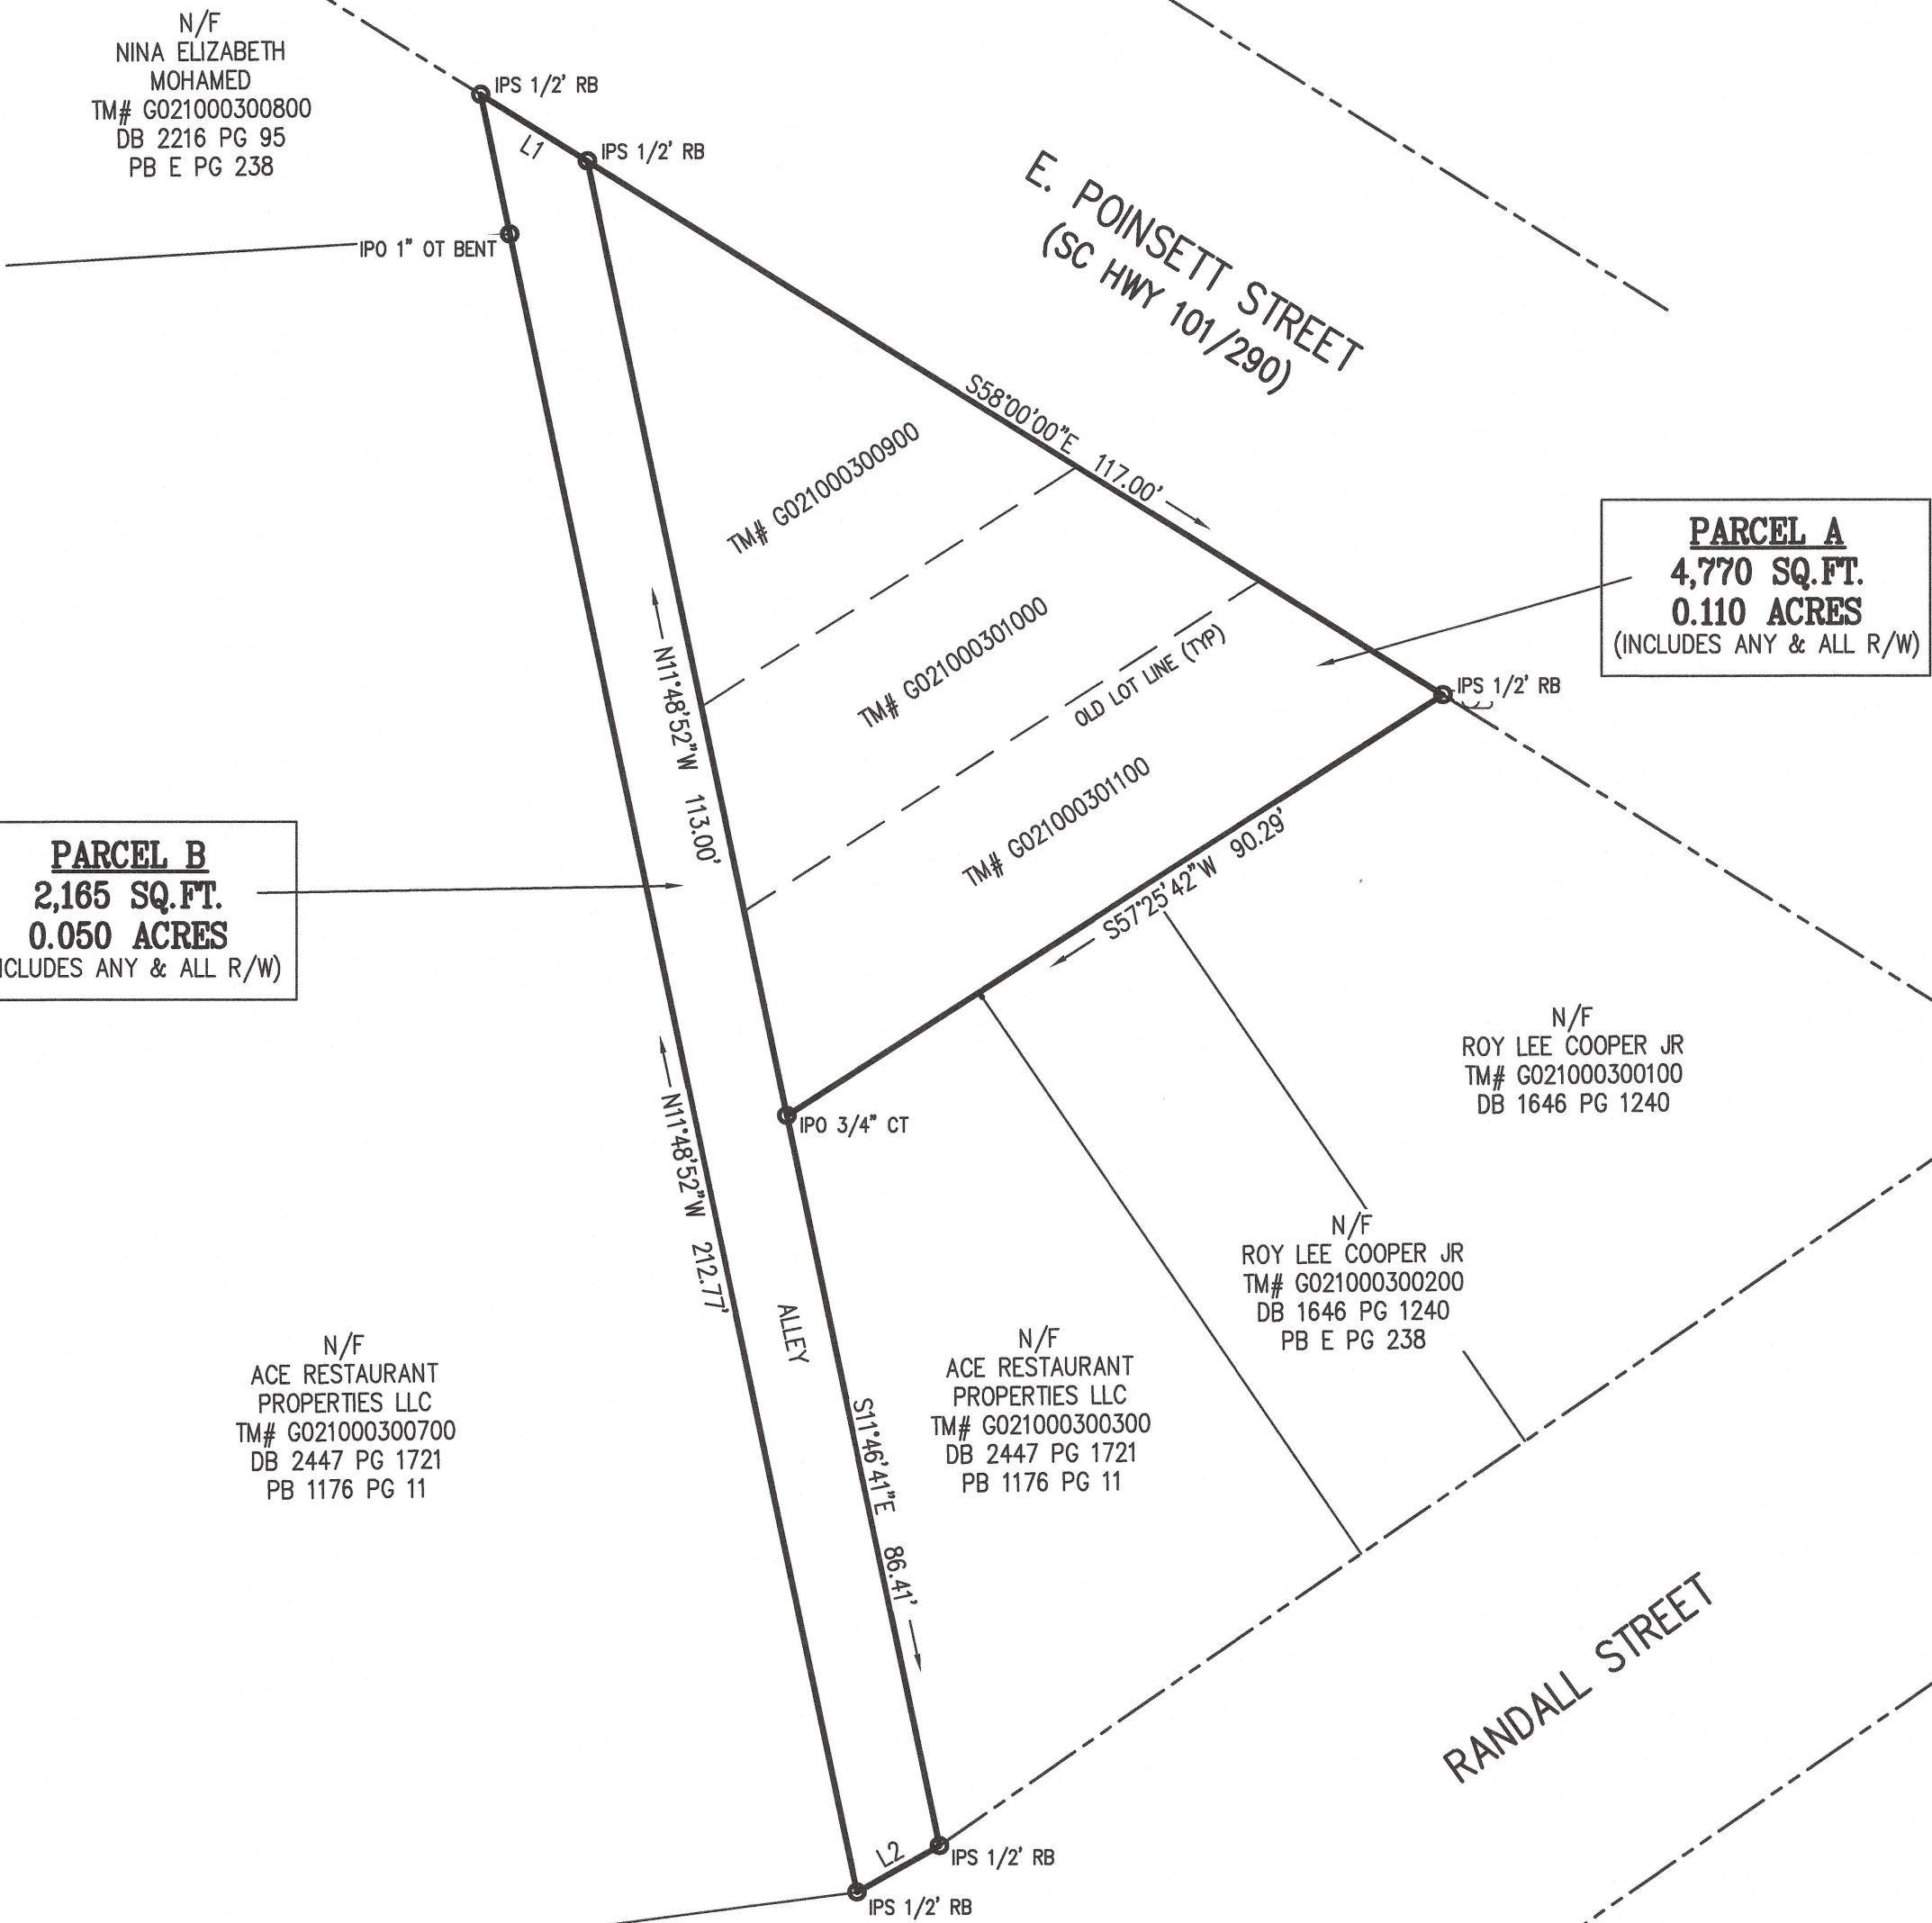 N/F
NINA ELIZABETH
MOHAMED
TM# G021000300800
DB 2216 PG 95
PB E PG 238
IPS 1/2' RB
L1
IPS 1/2' RB
IPO 1" OT BENT
E. POINSETT STREET
(SC HWY 101/290)
S58°00'00"E 117.00'
TM# G021000300900
TM# G021000301000
OLD LOT LINE (TYP)
TM# G021000301100
PARCEL A
4,770 SQ.FT.
0.110 ACRES
(INCLUDES ANY & ALL R/W)
IPS 1/2' RB
N11°48'52"W 113.00'
S57°25'42"W 90.29'
PARCEL B
2,165 SQ.FT.
0.050 ACRES
NCLUDES ANY & ALL R/W)
N11°48'52"W 212.77'
IPO 3/4" CT
N/F
ROY LEE COOPER JR
TM# G021000300100
DB 1646 PG 1240
N/F
ROY LEE COOPER JR
TM# G021000300200
DB 1646 PG 1240
PB E PG 238
ALLEY
N/F
ACE RESTAURANT
PROPERTIES LLC
TM# G021000300700
DB 2447 PG 1721
PB 1176 PG 11
N/F
ACE RESTAURANT
PROPERTIES LLC
TM# G021000300300
DB 2447 PG 1721
PB 1176 PG 11
S11°46'41"E 86.41'
RANDALL STREET
L2
IPS 1/2' RB
IPS 1/2' RB